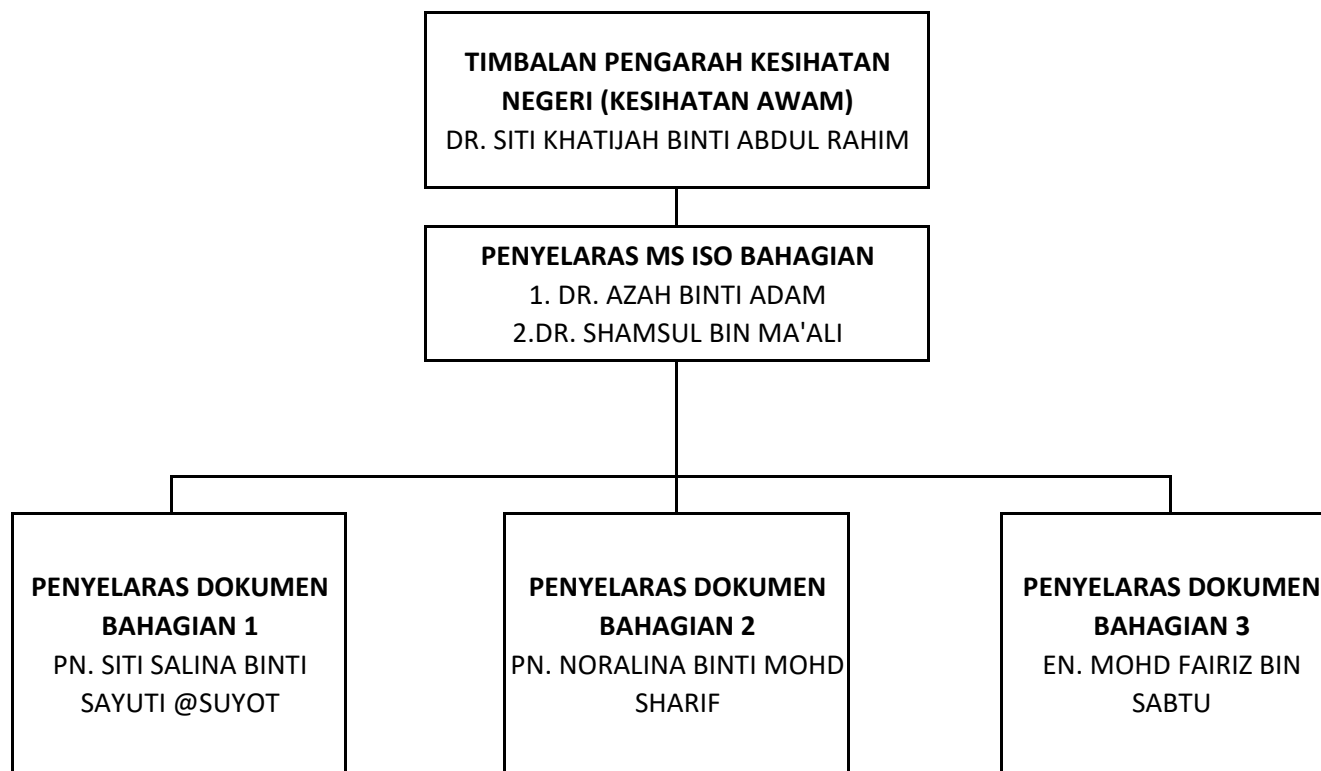 TIMBALAN PENGARAH KESIHATAN
NEGERI (KESIHATAN AWAM)
DR. SITI KHATIJAH BINTI ABDUL RAHIM
PENYELARAS MS ISO BAHAGIAN
1. DR. AZAH BINTI ADAM
2.DR. SHAMSUL BIN MA'ALI
PENYELARAS DOKUMEN
BAHAGIAN 1
PN. SITI SALINA BINTI
SAYUTI @SUYOT
PENYELARAS DOKUMEN
BAHAGIAN 2
PN. NORALINA BINTI MOHD
SHARIF
PENYELARAS DOKUMEN
BAHAGIAN 3
EN. MOHD FAIRIZ BIN
SABTU